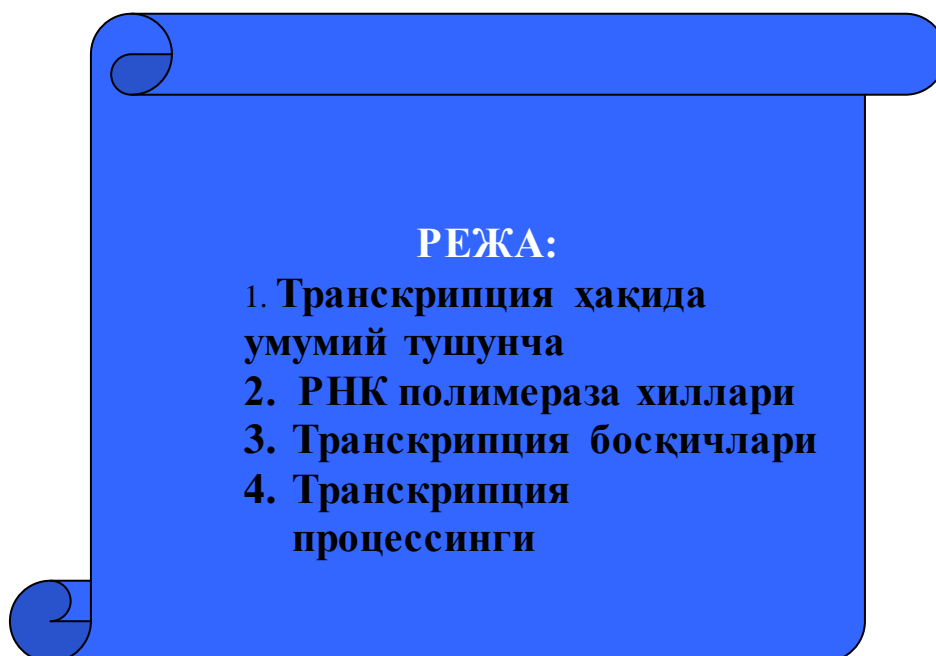 РЕЖА:
1. Транскрипция ҳақида
умумий тушунча
2. РНК полимераза хиллари
3. Транскрипция босқичлари
4. Транскрипция
процессинги